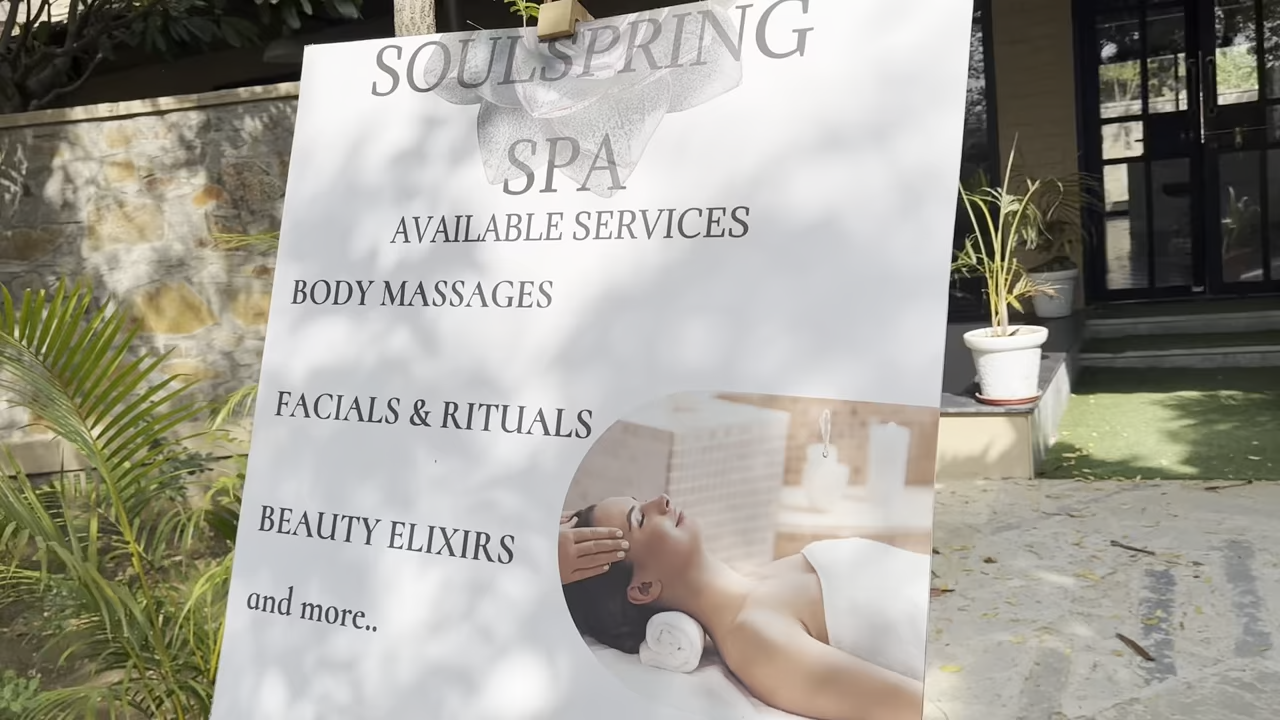 SOULSPRING
SPA
AVAILABLE SERVICES
BODY MASSAGES
FACIALS & RITUALS
BEAUTY ELIXIRS
and more..